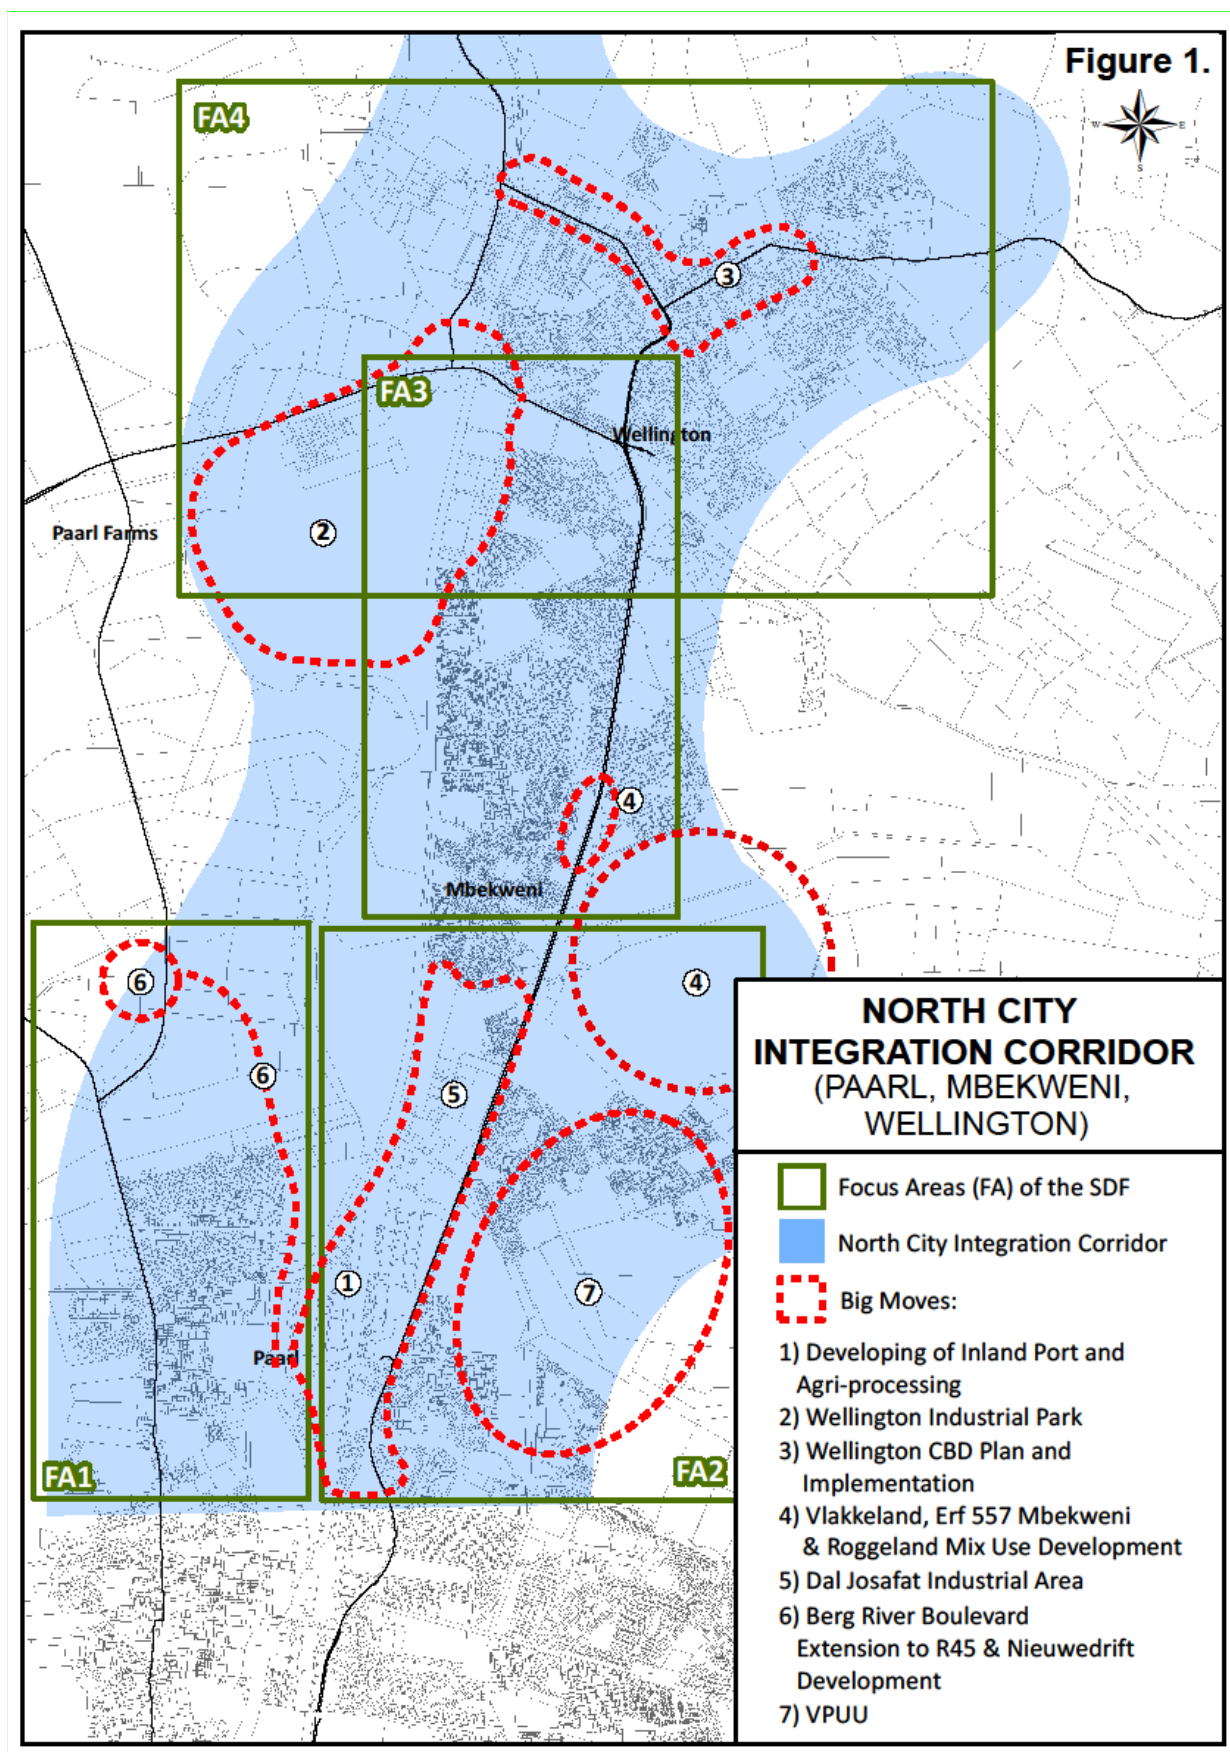 Figure 1.
N
W
E
S
FA4
3
FA3
Wellington
Paarl Farms
2
4
Mbekweni
6
4
6
5
1
7
Paarl
FA1
FA2
NORTH CITY
INTEGRATION CORRIDOR
(PAARL, MBEKWENI,
WELLINGTON)
Focus Areas (FA) of the SDF
North City Integration Corridor
Big Moves:
1) Developing of Inland Port and
Agri-processing
2) Wellington Industrial Park
3) Wellington CBD Plan and
Implementation
4) Vlakkeland, Erf 557 Mbekweni
& Roggeland Mix Use Development
5) Dal Josafat Industrial Area
6) Berg River Boulevard
Extension to R45 & Nieuwedrift
Development
7) VPUU